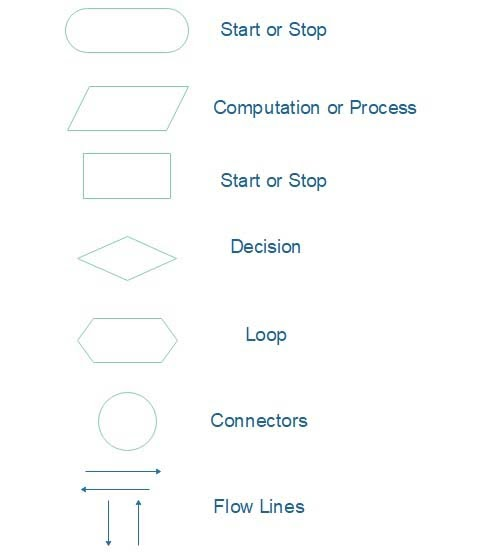 Start or Stop
Computation or Process
Start or Stop
Decision
Loop
Connectors
Flow Lines